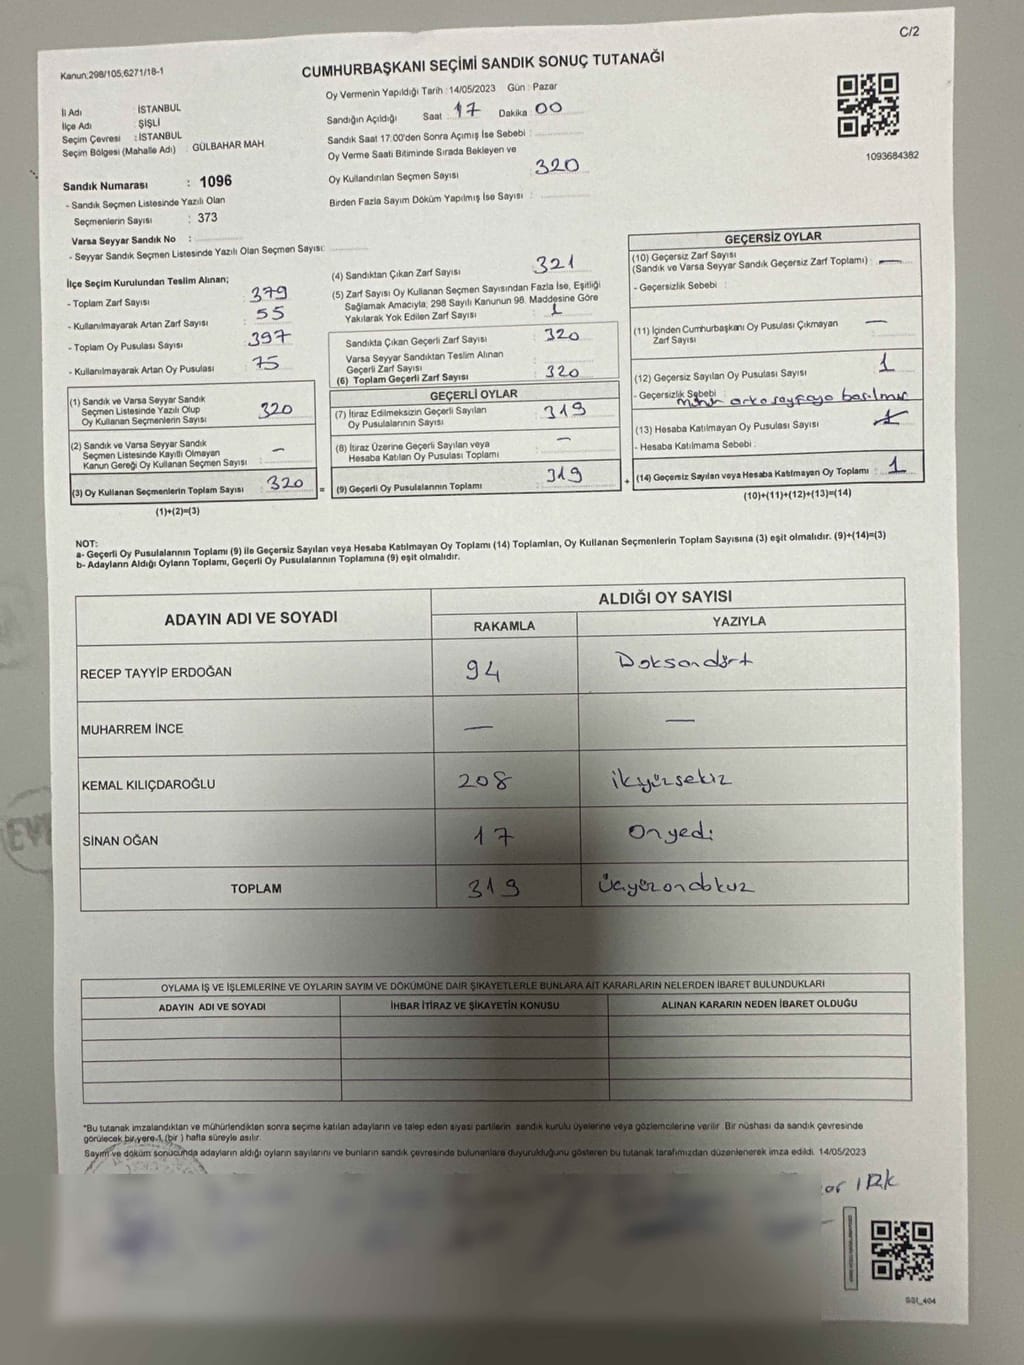 C/2
Kanun;298/105;6271/18-1
CUMHURBAŞKANI SEÇİMİ SANDIK SONUÇ TUTANAĞI
İl Adı : İSTANBUL
İlçe Adı : ŞİŞLİ
Seçim Çevresi : İSTANBUL
Seçim Bölgesi (Mahalle Adı) : GÜLBAHAR MAH.
Sandık Numarası : 1096
- Sandık Seçmen Listesinde Yazılı Olan
Seçmenlerin Sayısı : 373
Varsa Seyyar Sandık No :
- Seyyar Sandık Seçmen Listesinde Yazılı Olan Seçmen Sayısı:
Oy Vermenin Yapıldığı Tarih : 14/05/2023 Gün : Pazar
Sandığın Açıldığı Saat : 17 Dakika : 00
Sandık Saat 17:00'den Sonra Açımış İse Sebebi :
Oy Verme Saati Bitiminde Sırada Bekleyen ve
Oy Kullandırılan Seçmen Sayısı : 320
Birden Fazla Sayım Döküm Yapılmış İse Sayısı :
1093684382
İlçe Seçim Kurulundan Teslim Alınan;
- Toplam Zarf Sayısı : 379
- Kullanılmayarak Artan Zarf Sayısı : 55
- Toplam Oy Pusulası Sayısı : 397
- Kullanılmayarak Artan Oy Pusulası : 75
(1) Sandık ve Varsa Seyyar Sandık
Seçmen Listesinde Yazılı Olup
Oy Kullanan Seçmenlerin Sayısı : 320
(2) Sandık ve Varsa Seyyar Sandık
Seçmen Listesinde Kayıtlı Olmayan
Kanun Gereği Oy Kullanan Seçmen Sayısı : —
(3) Oy Kullanan Seçmenlerin Toplam Sayısı : 320 =
(1)+(2)=(3)
(4) Sandıktan Çıkan Zarf Sayısı : 321
(5) Zarf Sayısı Oy Kullanan Seçmen Sayısından Fazla İse, Eşitliği
Sağlamak Amacıyla; 298 Sayılı Kanunun 98. Maddesine Göre
Yakılarak Yok Edilen Zarf Sayısı : 1
Sandıkta Çıkan Geçerli Zarf Sayısı : 320
Varsa Seyyar Sandıktan Teslim Alınan
Geçerli Zarf Sayısı :
(6) Toplam Geçerli Zarf Sayısı : 320
GEÇERLİ OYLAR
(7) İtiraz Edilmeksizin Geçerli Sayılan
Oy Pusulalarının Sayısı : 319
(8) İtiraz Üzerine Geçerli Sayılan veya
Hesaba Katılan Oy Pusulası Toplamı : —
(9) Geçerli Oy Pusulalarının Toplamı : 319 +
GEÇERSİZ OYLAR
(10) Geçersiz Zarf Sayısı
(Sandık ve Varsa Seyyar Sandık Geçersiz Zarf Toplamı) : —
- Geçersizlik Sebebi :
(11) İçinden Cumhurbaşkanı Oy Pusulası Çıkmayan
Zarf Sayısı : —
(12) Geçersiz Sayılan Oy Pusulası Sayısı : 1
- Geçersizlik Sebebi : mühür arka sayfaya basılmış
(13) Hesaba Katılmayan Oy Pusulası Sayısı :
- Hesaba Katılmama Sebebi :
(14) Geçersiz Sayılan veya Hesaba Katılmayan Oy Toplamı : 1
(10)+(11)+(12)+(13)=(14)
NOT:
a- Geçerli Oy Pusulalarının Toplamı (9) ile Geçersiz Sayılan veya Hesaba Katılmayan Oy Toplamı (14) Toplamları, Oy Kullanan Seçmenlerin Toplam Sayısına (3) eşit olmalıdır. (9)+(14)=(3)
b- Adayların Aldığı Oyların Toplamı, Geçerli Oy Pusulalarının Toplamına (9) eşit olmalıdır.
ADAYIN ADI VE SOYADI ALDIĞI OY SAYISI
RAKAMLA YAZIYLA
RECEP TAYYİP ERDOĞAN 94 Doksandört
MUHARREM İNCE — —
KEMAL KILIÇDAROĞLU 208 ikiyüzsekiz
SİNAN OĞAN 17 Onyedi
TOPLAM 319 üçyüzondokuz
OYLAMA İŞ VE İŞLEMLERİNE VE OYLARIN SAYIM VE DÖKÜMÜNE DAİR ŞİKAYETLERLE BUNLARA AİT KARARLARIN NELERDEN İBARET BULUNDUKLARI
ADAYIN ADI VE SOYADI İHBAR İTİRAZ VE ŞİKAYETİN KONUSU ALINAN KARARIN NEDEN İBARET OLDUĞU
*Bu tutanak imzalandıktan ve mühürlendikten sonra seçime katılan adayların ve talep eden siyasi partilerin sandık kurulu üyelerine veya gözlemcilerine verilir. Bir nüshası da sandık çevresinde
görülecek bir yere 1 (bir ) hafta süreyle asılır.
Sayım ve döküm sonucunda adayların aldığı oyların sayılarını ve bunların sandık çevresinde bulunanlara duyurulduğunu gösteren bu tutanak tarafımızdan düzenlenerek imza edildi. 14/05/2023